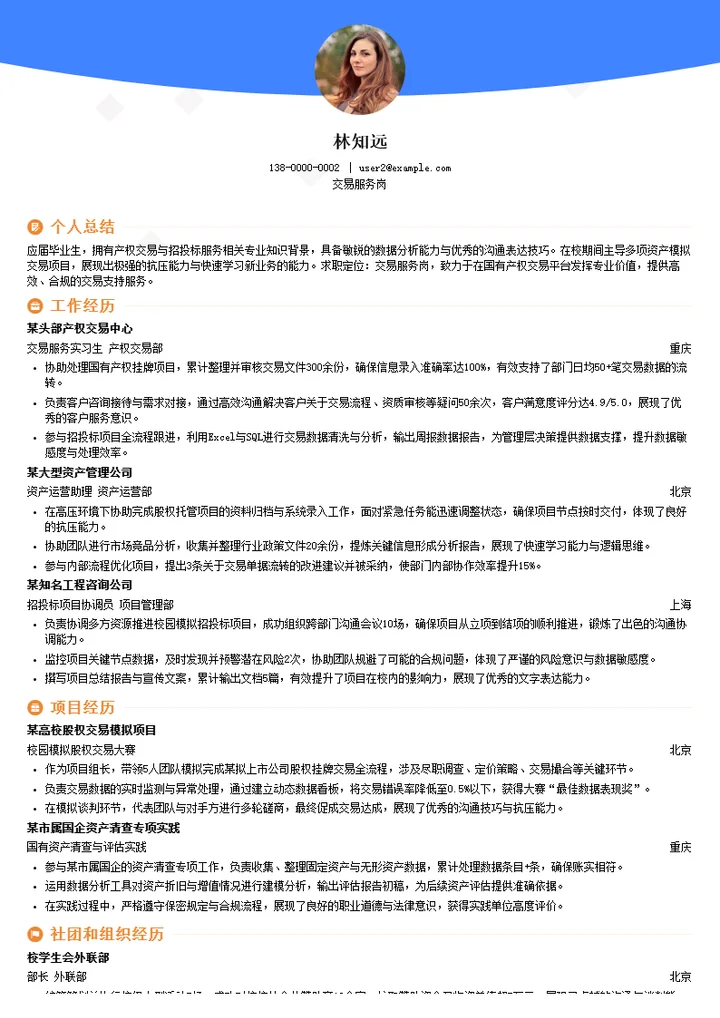 林知远
138-0000-0002 | user2@example.com
交易服务岗
个人总结
应届毕业生，拥有产权交易与招投标服务相关专业知识背景，具备敏锐的数据分析能力与优秀的沟通表达技巧。在校期间主导多项资产模拟
交易项目，展现出极强的抗压能力与快速学习新业务的能力。求职定位：交易服务岗，致力于在国有产权交易平台发挥专业价值，提供高
效、合规的交易支持服务。
工作经历
某头部产权交易中心
交易服务实习生 产权交易部 重庆
• 协助处理国有产权挂牌项目，累计整理并审核交易文件300余份，确保信息录入准确率达100%，有效支持了部门日均50+笔交易数据的流
转。
• 负责客户咨询接待与需求对接，通过高效沟通解决客户关于交易流程、资质审核等疑问50余次，客户满意度评分达4.9/5.0，展现了优
秀的客户服务意识。
• 参与招投标项目全流程跟进，利用Excel与SQL进行交易数据清洗与分析，输出周报数据报告，为管理层决策提供数据支撑，提升数据敏
感度与处理效率。
某大型资产管理公司
资产运营助理 资产运营部 北京
• 在高压环境下协助完成股权托管项目的资料归档与系统录入工作，面对紧急任务能迅速调整状态，确保项目节点按时交付，体现了良好
的抗压能力。
• 协助团队进行市场竞品分析，收集并整理行业政策文件20余份，提炼关键信息形成分析报告，展现了快速学习能力与逻辑思维。
• 参与内部流程优化项目，提出3条关于交易单据流转的改进建议并被采纳，使部门内部协作效率提升15%。
某知名工程咨询公司
招投标项目协调员 项目管理部 上海
• 负责协调多方资源推进校园模拟招投标项目，成功组织跨部门沟通会议10场，确保项目从立项到结项的顺利推进，锻炼了出色的沟通协
调能力。
• 监控项目关键节点数据，及时发现并预警潜在风险2次，协助团队规避了可能的合规问题，体现了严谨的风险意识与数据敏感度。
• 撰写项目总结报告与宣传文案，累计输出文档5篇，有效提升了项目在校内的影响力，展现了优秀的文字表达能力。
项目经历
某高校股权交易模拟项目
校园模拟股权交易大赛 北京
• 作为项目组长，带领5人团队模拟完成某拟上市公司股权挂牌交易全流程，涉及尽职调查、定价策略、交易撮合等关键环节。
• 负责交易数据的实时监测与异常处理，通过建立动态数据看板，将交易错误率降低至0.5%以下，获得大赛“最佳数据表现奖”。
• 在模拟谈判环节，代表团队与对手方进行多轮磋商，最终促成交易达成，展现了优秀的沟通技巧与抗压能力。
某市属国企资产清查专项实践
国有资产清查与评估实践 重庆
• 参与某市属国企的资产清查专项工作，负责收集、整理固定资产与无形资产数据，累计处理数据条目+条，确保账实相符。
• 运用数据分析工具对资产折旧与增值情况进行建模分析，输出评估报告初稿，为后续资产评估提供准确依据。
• 在实践过程中，严格遵守保密规定与合规流程，展现了良好的职业道德与法律意识，获得实践单位高度评价。
社团和组织经历
校学生会外联部
部长 外联部 北京